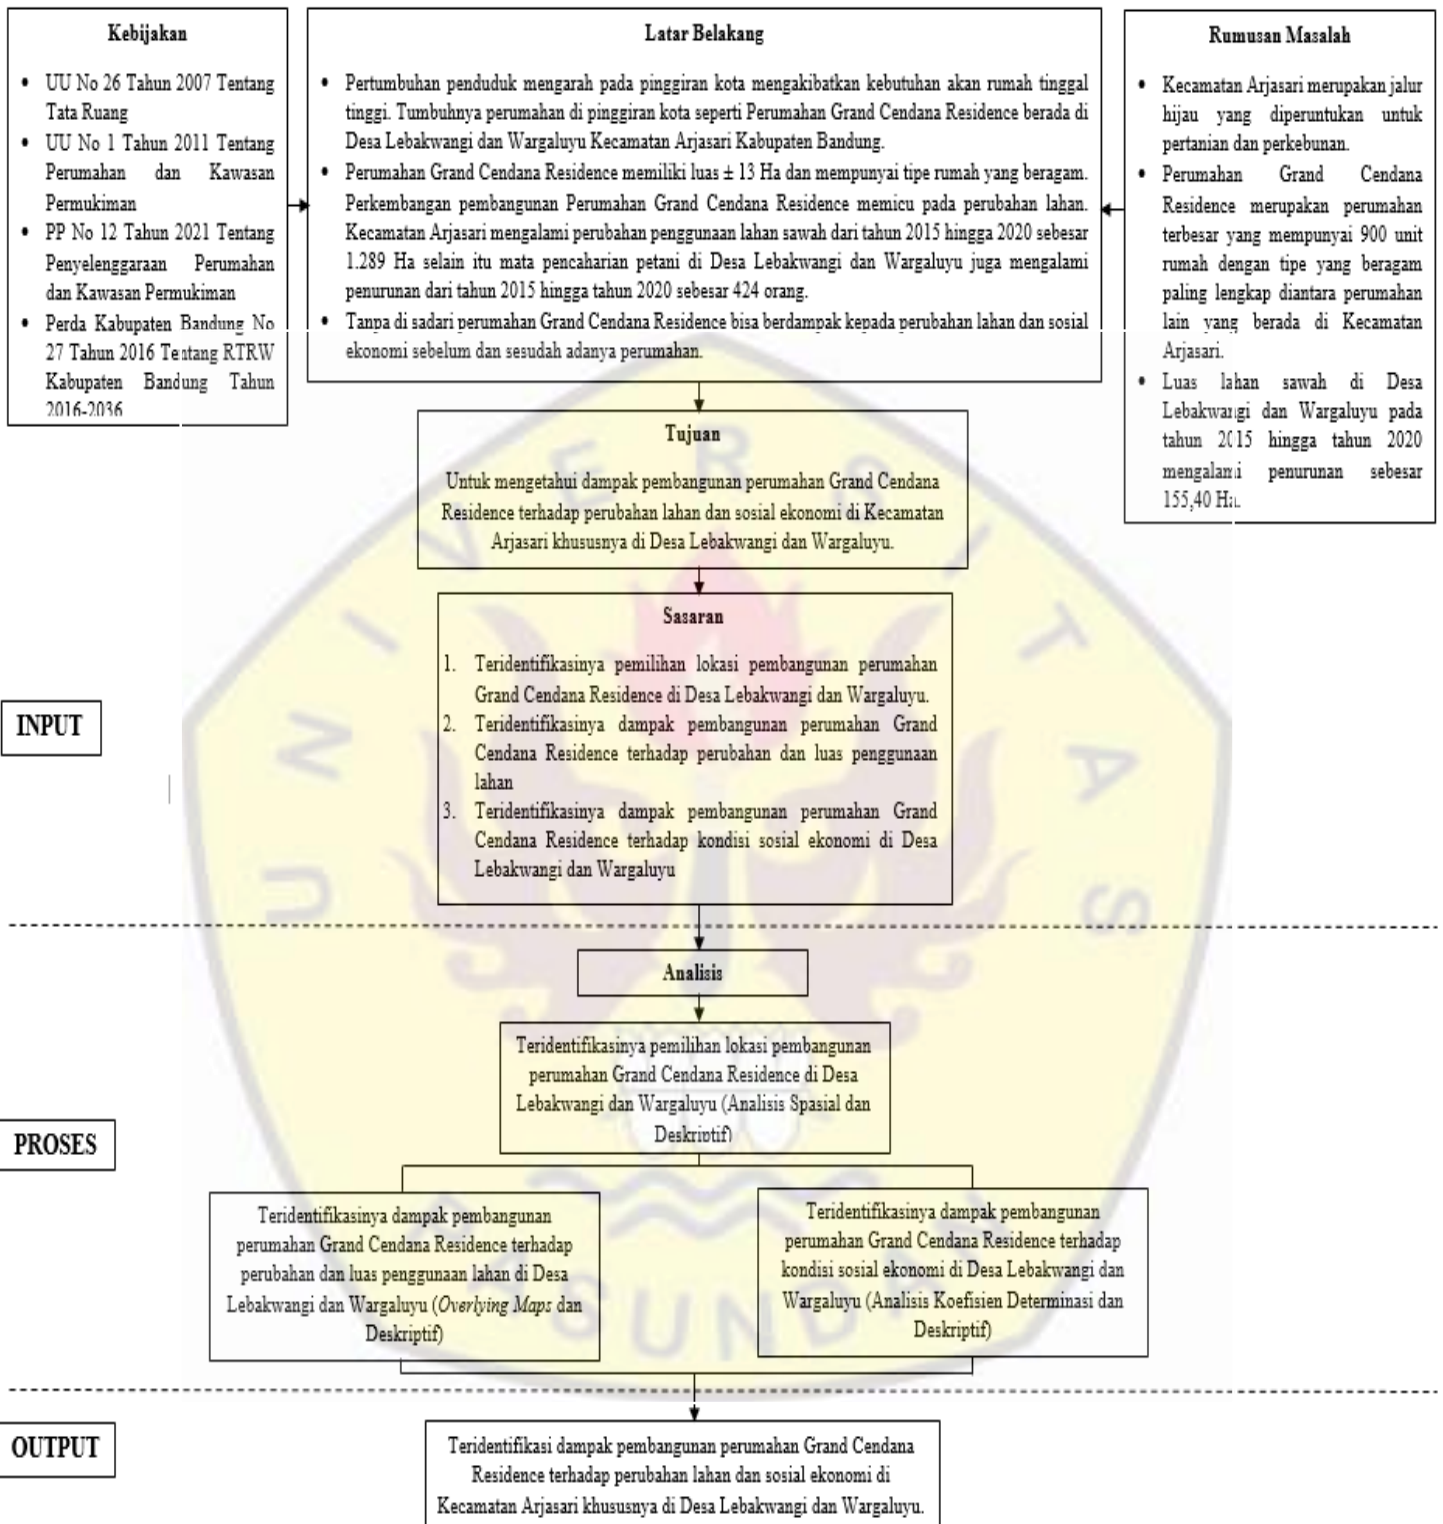 Kebijakan
UU No 26 Tahun 2007 Tentang
Tata Ruang
UU No 1 Tahun 2011 Tentang
Perumahan dan Kawasan
Permukiman
PP No 12 Tahun 2021 Tentang
Penyelenggaraan Perumahan
dan Kawasan Permukiman
Perda Kabupaten Bandung No
27 Tahun 2016 Tentang RTRW
Kabupaten Bandung Tahun
2016-2036
Latar Belakang
Pertumbuhan penduduk mengarah pada pinggiran kota mengakibatkan kebutuhan akan rumah tinggal
tinggi. Tumbuhnya perumahan di pinggiran kota seperti Perumahan Grand Cendana Residence berada di
Desa Lebakwangi dan Wargaluyu Kecamatan Arjasari Kabupaten Bandung.
Perumahan Grand Cendana Residence memiliki luas ± 13 Ha dan mempunyai tipe rumah yang beragam.
Perkembangan pembangunan Perumahan Grand Cendana Residence memicu pada perubahan lahan.
Kecamatan Arjasari mengalami perubahan penggunaan lahan sawah dari tahun 2015 hingga 2020 sebesar
1.289 Ha selain itu mata pencaharian petani di Desa Lebakwangi dan Wargaluyu juga mengalami
penurunan dari tahun 2015 hingga tahun 2020 sebesar 424 orang.
Tanpa di sadari perumahan Grand Cendana Residence bisa berdampak kepada perubahan lahan dan sosial
ekonomi sebelum dan sesudah adanya perumahan.
Rumusan Masalah
Kecamatan Arjasari merupakan jalur
hijau yang diperuntukan untuk
pertanian dan perkebunan.
Perumahan Grand Cendana
Residence merupakan perumahan
terbesar yang mempunyai 900 unit
rumah dengan tipe yang beragam
paling lengkap diantara perumahan
lain yang berada di Kecamatan
Arjasari.
Luas lahan sawah di Desa
Lebakwangi dan Wargaluyu pada
tahun 2015 hingga tahun 2020
mengalami penurunan sebesar
155,40 Ha.
Tujuan
Untuk mengetahui dampak pembangunan perumahan Grand Cendana
Residence terhadap perubahan lahan dan sosial ekonomi di Kecamatan
Arjasari khususnya di Desa Lebakwangi dan Wargaluyu.
Sasaran
1. Teridentifikasinya pemilihan lokasi pembangunan perumahan
Grand Cendana Residence di Desa Lebakwangi dan Wargaluyu.
2. Teridentifikasinya dampak pembangunan perumahan Grand
Cendana Residence terhadap perubahan dan luas penggunaan
lahan
3. Teridentifikasinya dampak pembangunan perumahan Grand
Cendana Residence terhadap kondisi sosial ekonomi di Desa
Lebakwangi dan Wargaluyu
INPUT
Analisis
Teridentifikasinya pemilihan lokasi pembangunan
perumahan Grand Cendana Residence di Desa
Lebakwangi dan Wargaluyu (Analisis Spasial dan
Deskriptif)
PROSES
Teridentifikasinya dampak pembangunan
perumahan Grand Cendana Residence terhadap
perubahan dan luas penggunaan lahan di Desa
Lebakwangi dan Wargaluyu (Overlying Maps dan
Deskriptif)
Teridentifikasinya dampak pembangunan
perumahan Grand Cendana Residence terhadap
kondisi sosial ekonomi di Desa Lebakwangi dan
Wargaluyu (Analisis Koefisien Determinasi dan
Deskriptif)
OUTPUT
Teridentifikasi dampak pembangunan perumahan Grand Cendana
Residence terhadap perubahan lahan dan sosial ekonomi di
Kecamatan Arjasari khususnya di Desa Lebakwangi dan Wargaluyu.
UNIVERSITAS
PASUNDAN